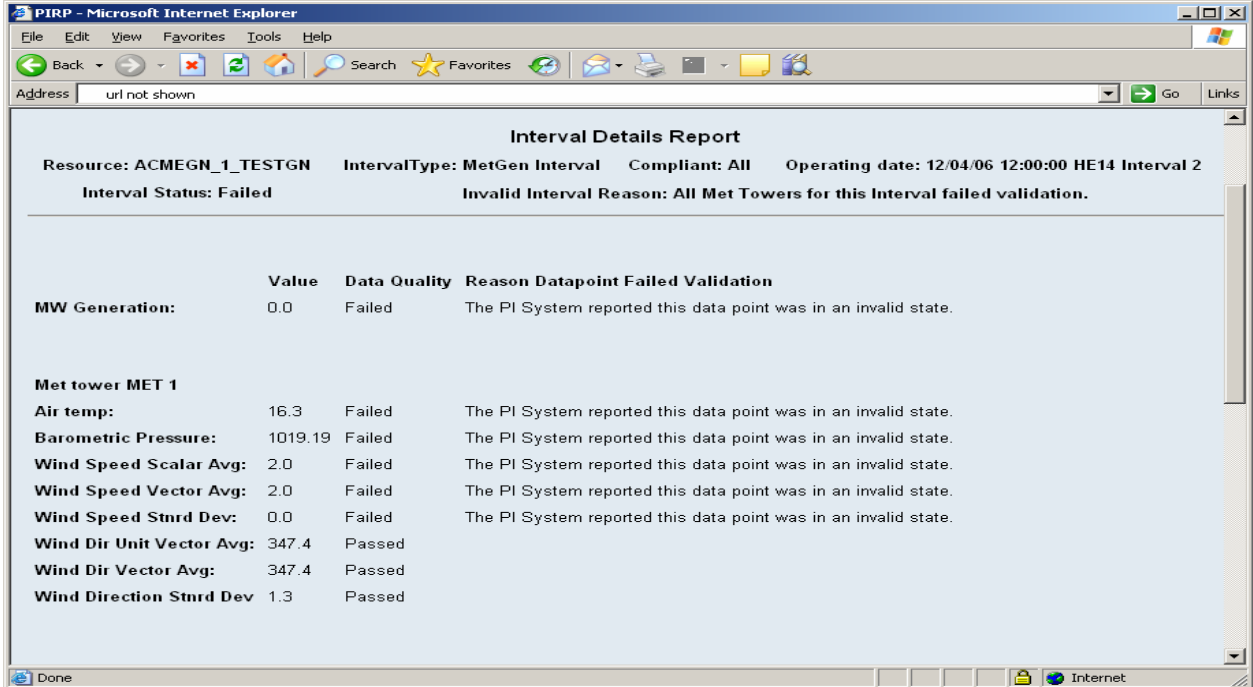 PIRP - Microsoft Internet Explorer
File Edit View Favorites Tools Help
Back Search Favorites
Address url not shown Go Links
Interval Details Report
Resource: ACMEGN_1_TESTGN IntervalType: MetGen Interval Compliant: All Operating date: 12/04/06 12:00:00 HE14 Interval 2
Interval Status: Failed Invalid Interval Reason: All Met Towers for this Interval failed validation.
Value Data Quality Reason Datapoint Failed Validation
MW Generation: 0.0 Failed The PI System reported this data point was in an invalid state.
Met tower MET 1
Air temp: 16.3 Failed The PI System reported this data point was in an invalid state.
Barometric Pressure: 1019.19 Failed The PI System reported this data point was in an invalid state.
Wind Speed Scalar Avg: 2.0 Failed The PI System reported this data point was in an invalid state.
Wind Speed Vector Avg: 2.0 Failed The PI System reported this data point was in an invalid state.
Wind Speed Stnrd Dev: 0.0 Failed The PI System reported this data point was in an invalid state.
Wind Dir Unit Vector Avg: 347.4 Passed
Wind Dir Vector Avg: 347.4 Passed
Wind Direction Stnrd Dev 1.3 Passed
Done Internet